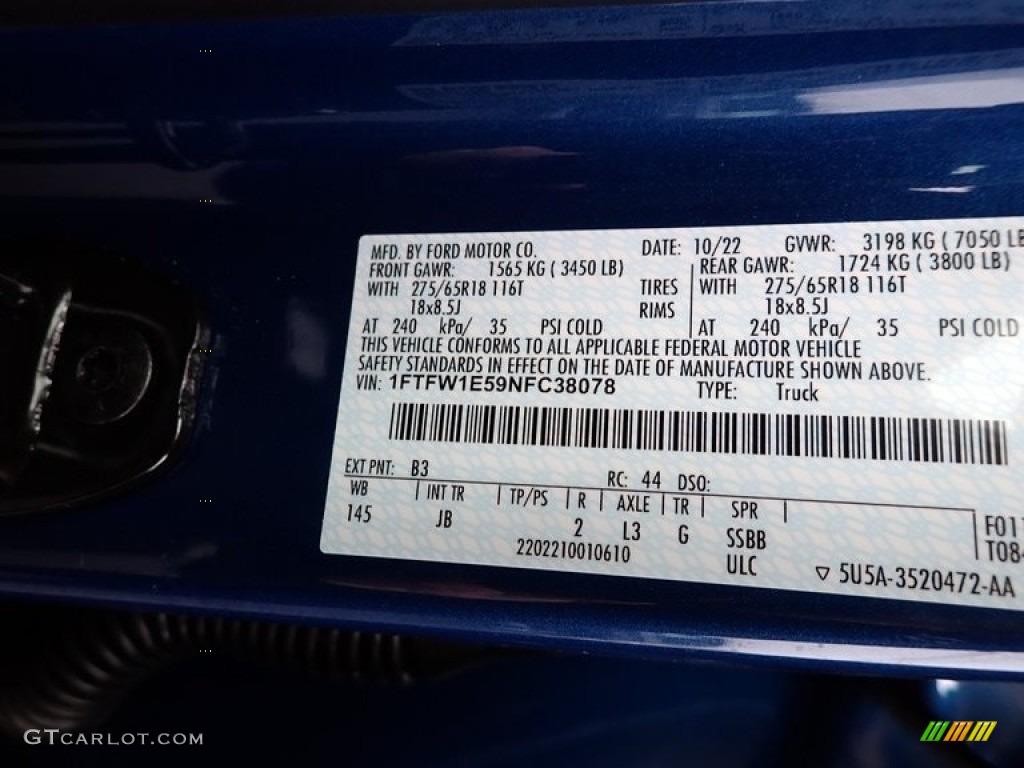 MFD. BY FORD MOTOR CO. DATE: 10/22 GVWR: 3198 KG ( 7050 LB
FRONT GAWR: 1565 KG ( 3450 LB) REAR GAWR: 1724 KG ( 3800 LB)
WITH 275/65R18 116T TIRES WITH 275/65R18 116T
18x8.5J RIMS 18x8.5J
AT 240 kPa/ 35 PSI COLD AT 240 kPa/ 35 PSI COLD
THIS VEHICLE CONFORMS TO ALL APPLICABLE FEDERAL MOTOR VEHICLE
SAFETY STANDARDS IN EFFECT ON THE DATE OF MANUFACTURE SHOWN ABOVE.
VIN: 1FTFW1E59NFC38078 TYPE: Truck
EXT PNT: B3 RC: 44 DSO:
WB INT TR TP/PS R AXLE TR SPR
145 JB 2 L3 G SSBB F011
2202210010610 ULC T084
5U5A-3520472-AA
GTCARLOT.COM